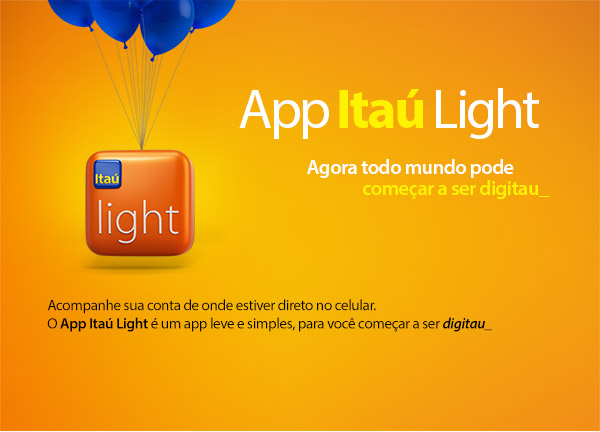 App Itaú Light
Agora todo mundo pode
começar a ser digitau_
Itaú
light
Acompanhe sua conta de onde estiver direto no celular.
O App Itaú Light é um app leve e simples, para você começar a ser digitau_